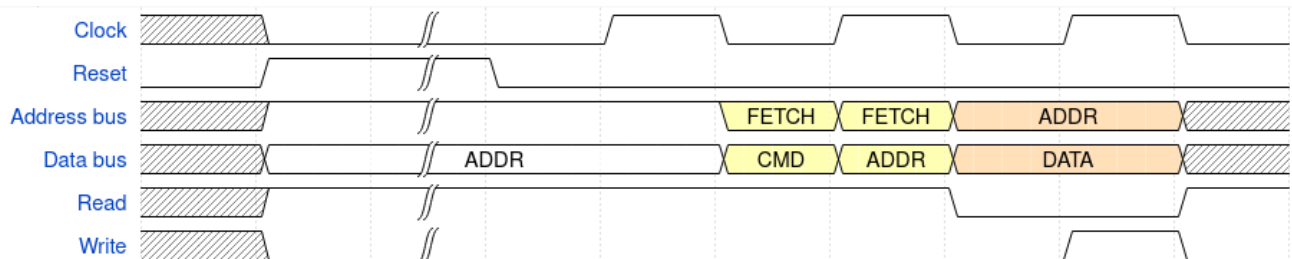 Clock
Reset
Address bus FETCH FETCH ADDR
Data bus ADDR CMD ADDR DATA
Read
Write